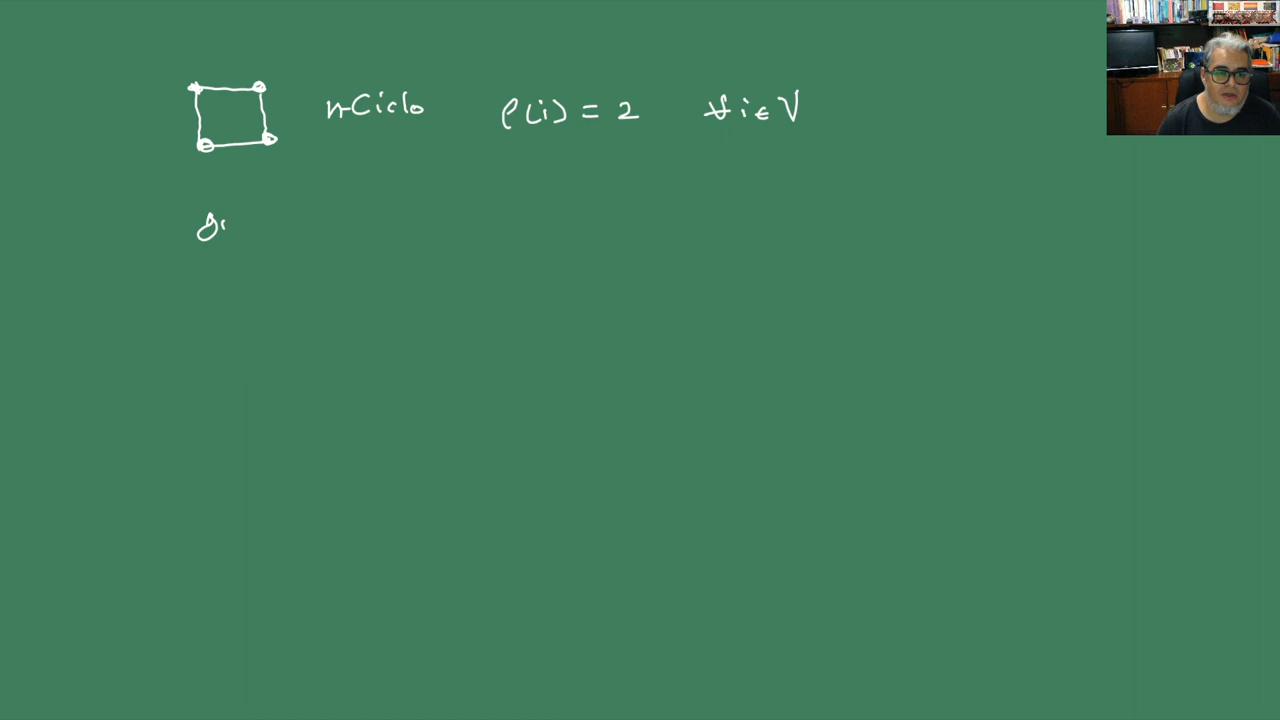 n-Ciclo ρ(i) = 2 ∀ i ∈ V